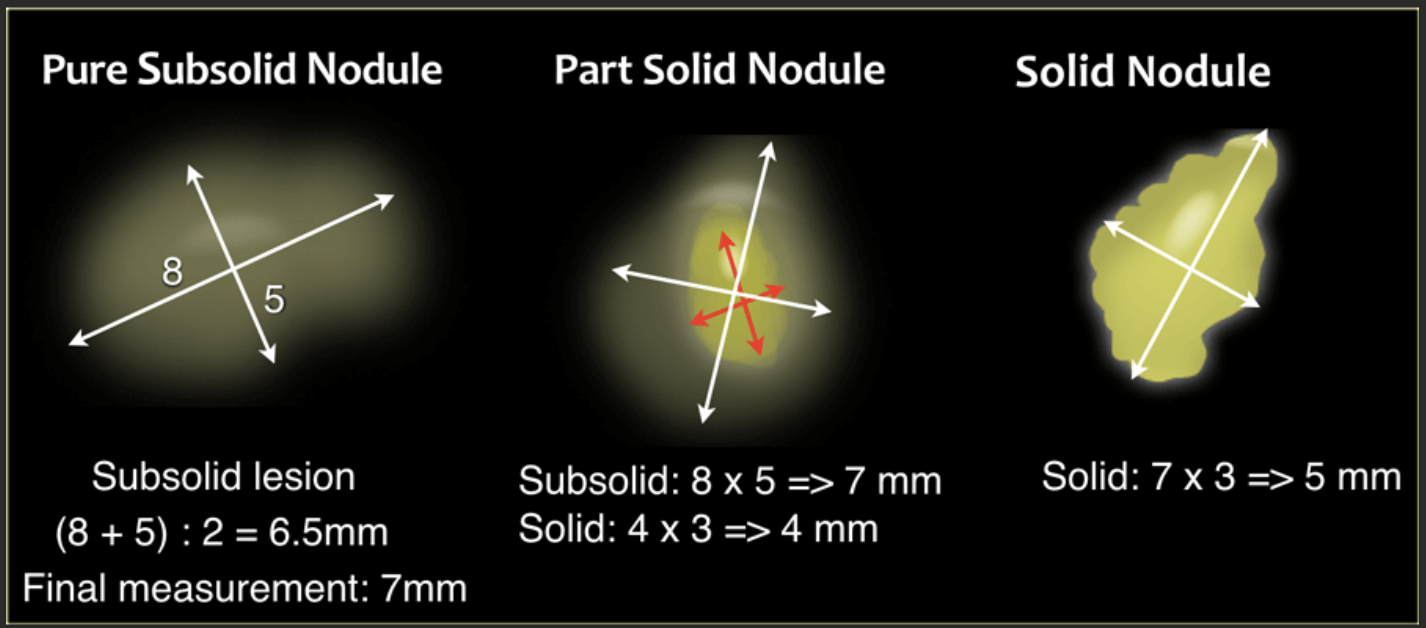 Pure Subsolid Nodule
8
5
Subsolid lesion
(8 + 5) : 2 = 6.5mm
Final measurement: 7mm
Part Solid Nodule
Subsolid: 8 x 5 => 7 mm
Solid: 4 x 3 => 4 mm
Solid Nodule
Solid: 7 x 3 => 5 mm